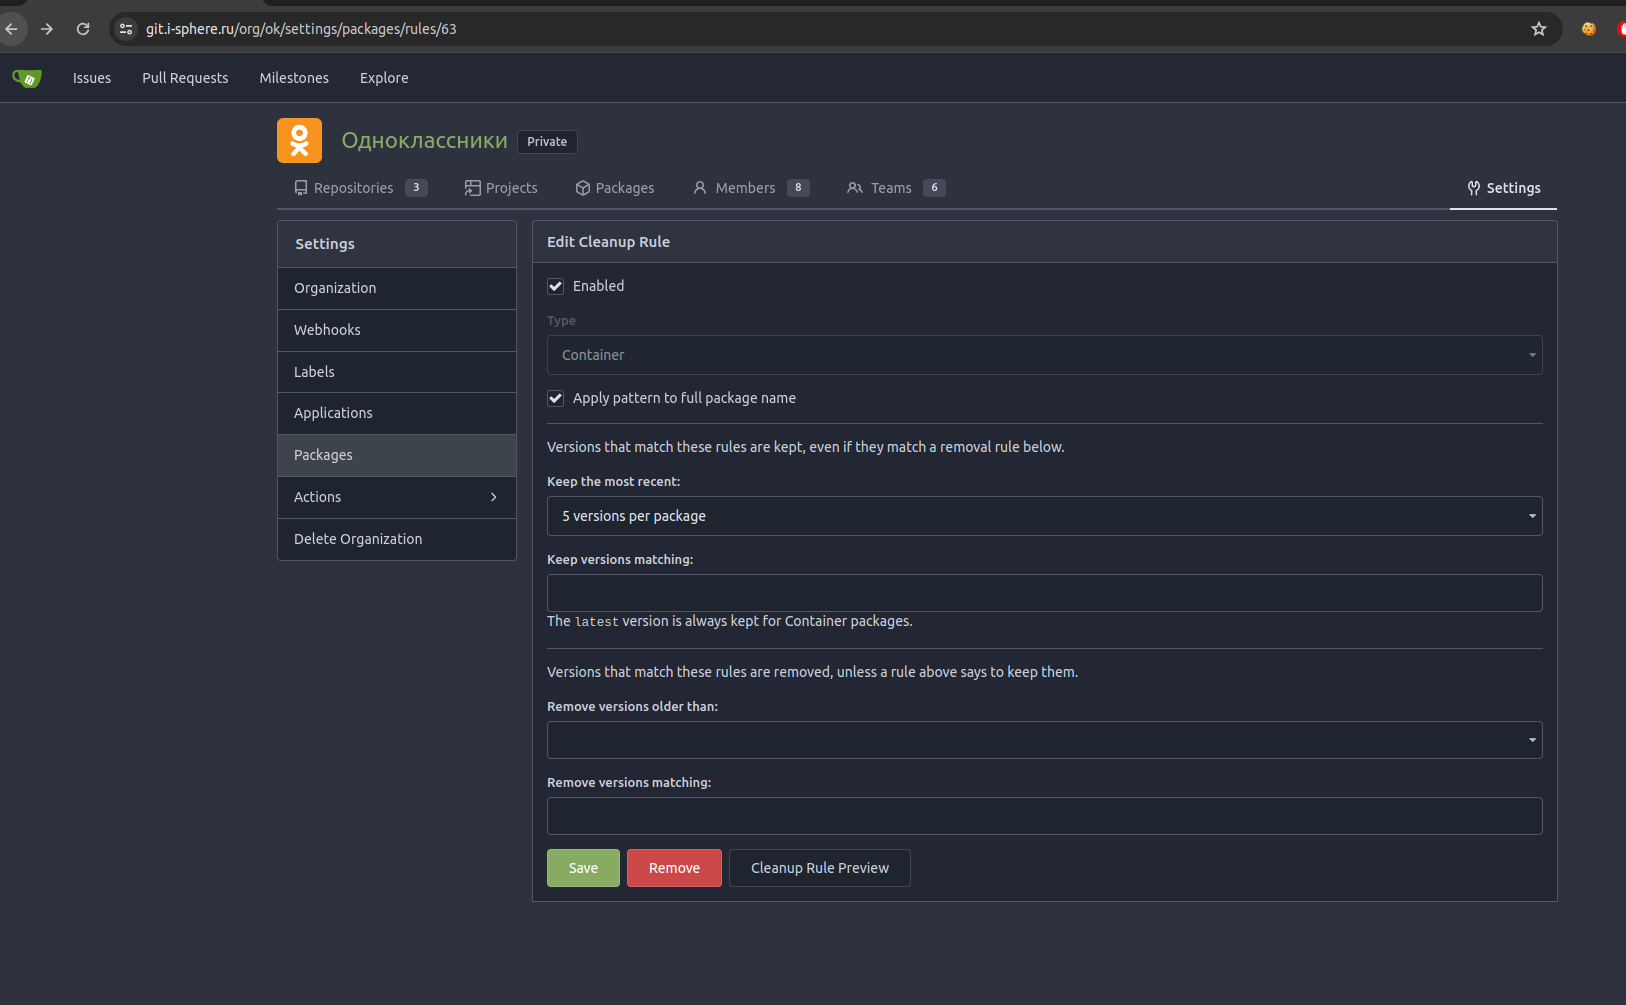 git.i-sphere.ru/org/ok/settings/packages/rules/63
Issues Pull Requests Milestones Explore
Одноклассники Private
Repositories 3 Projects Packages Members 8 Teams 6 Settings
Settings
Organization
Webhooks
Labels
Applications
Packages
Actions
Delete Organization
Edit Cleanup Rule
Enabled
Type
Container
Apply pattern to full package name
Versions that match these rules are kept, even if they match a removal rule below.
Keep the most recent:
5 versions per package
Keep versions matching:
The latest version is always kept for Container packages.
Versions that match these rules are removed, unless a rule above says to keep them.
Remove versions older than:
Remove versions matching:
Save Remove Cleanup Rule Preview